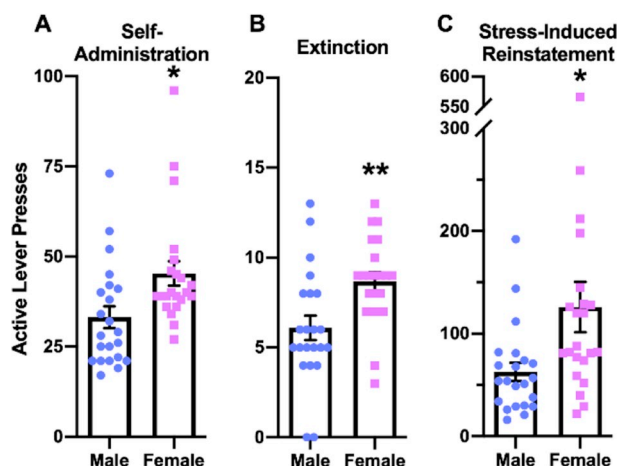 A
Self-
Administration
B
Extinction
C
Stress-Induced
Reinstatement
Active Lever Presses
100
75
50
25
0
*
Male Female
20
15
10
5
0
**
Male Female
600
550
300
200
100
0
*
Male Female